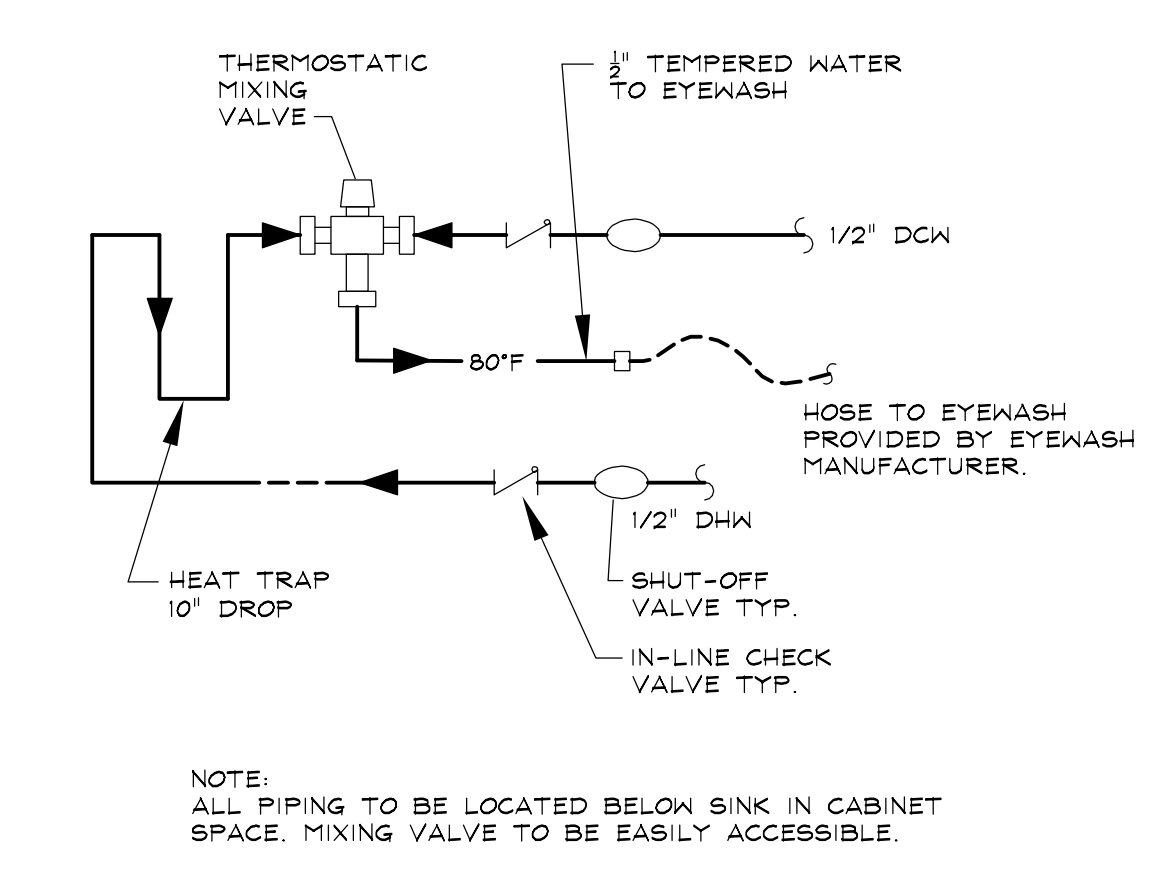 THERMOSTATIC
MIXING
VALVE
½" TEMPERED WATER
TO EYEWASH
1/2" DCW
80°F
HOSE TO EYEWASH
PROVIDED BY EYEWASH
MANUFACTURER.
1/2" DHW
HEAT TRAP
10" DROP
SHUT-OFF
VALVE TYP.
IN-LINE CHECK
VALVE TYP.
NOTE:
ALL PIPING TO BE LOCATED BELOW SINK IN CABINET
SPACE. MIXING VALVE TO BE EASILY ACCESSIBLE.